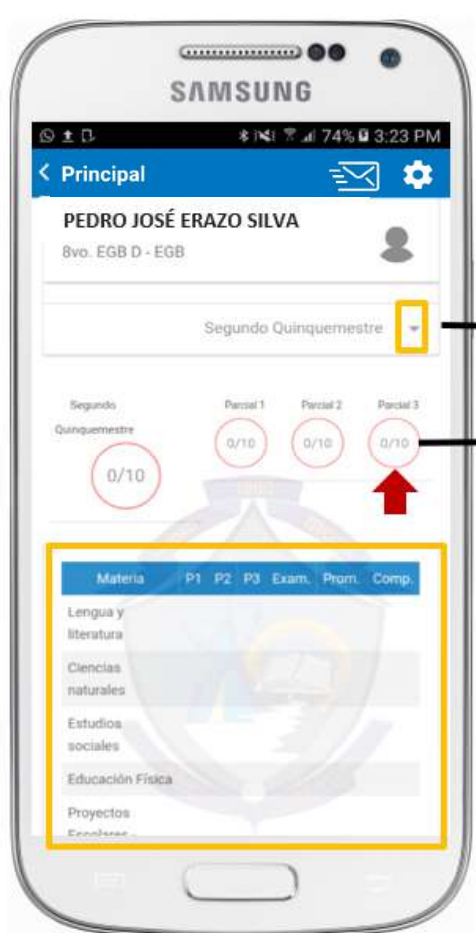 SAMSUNG
74% 3:23 PM
Principal
PEDRO JOSÉ ERAZO SILVA
8vo. EGB D - EGB
Segundo Quinquemestre
Segundo
Quinquemestre
0/10
Parcial 1 Parcial 2 Parcial 3
0/10 0/10 0/10
Materia P1 P2 P3 Exam. Prom. Comp.
Lengua y
literatura
Ciencias
naturales
Estudios
sociales
Educación Física
Proyectos
Escolares -